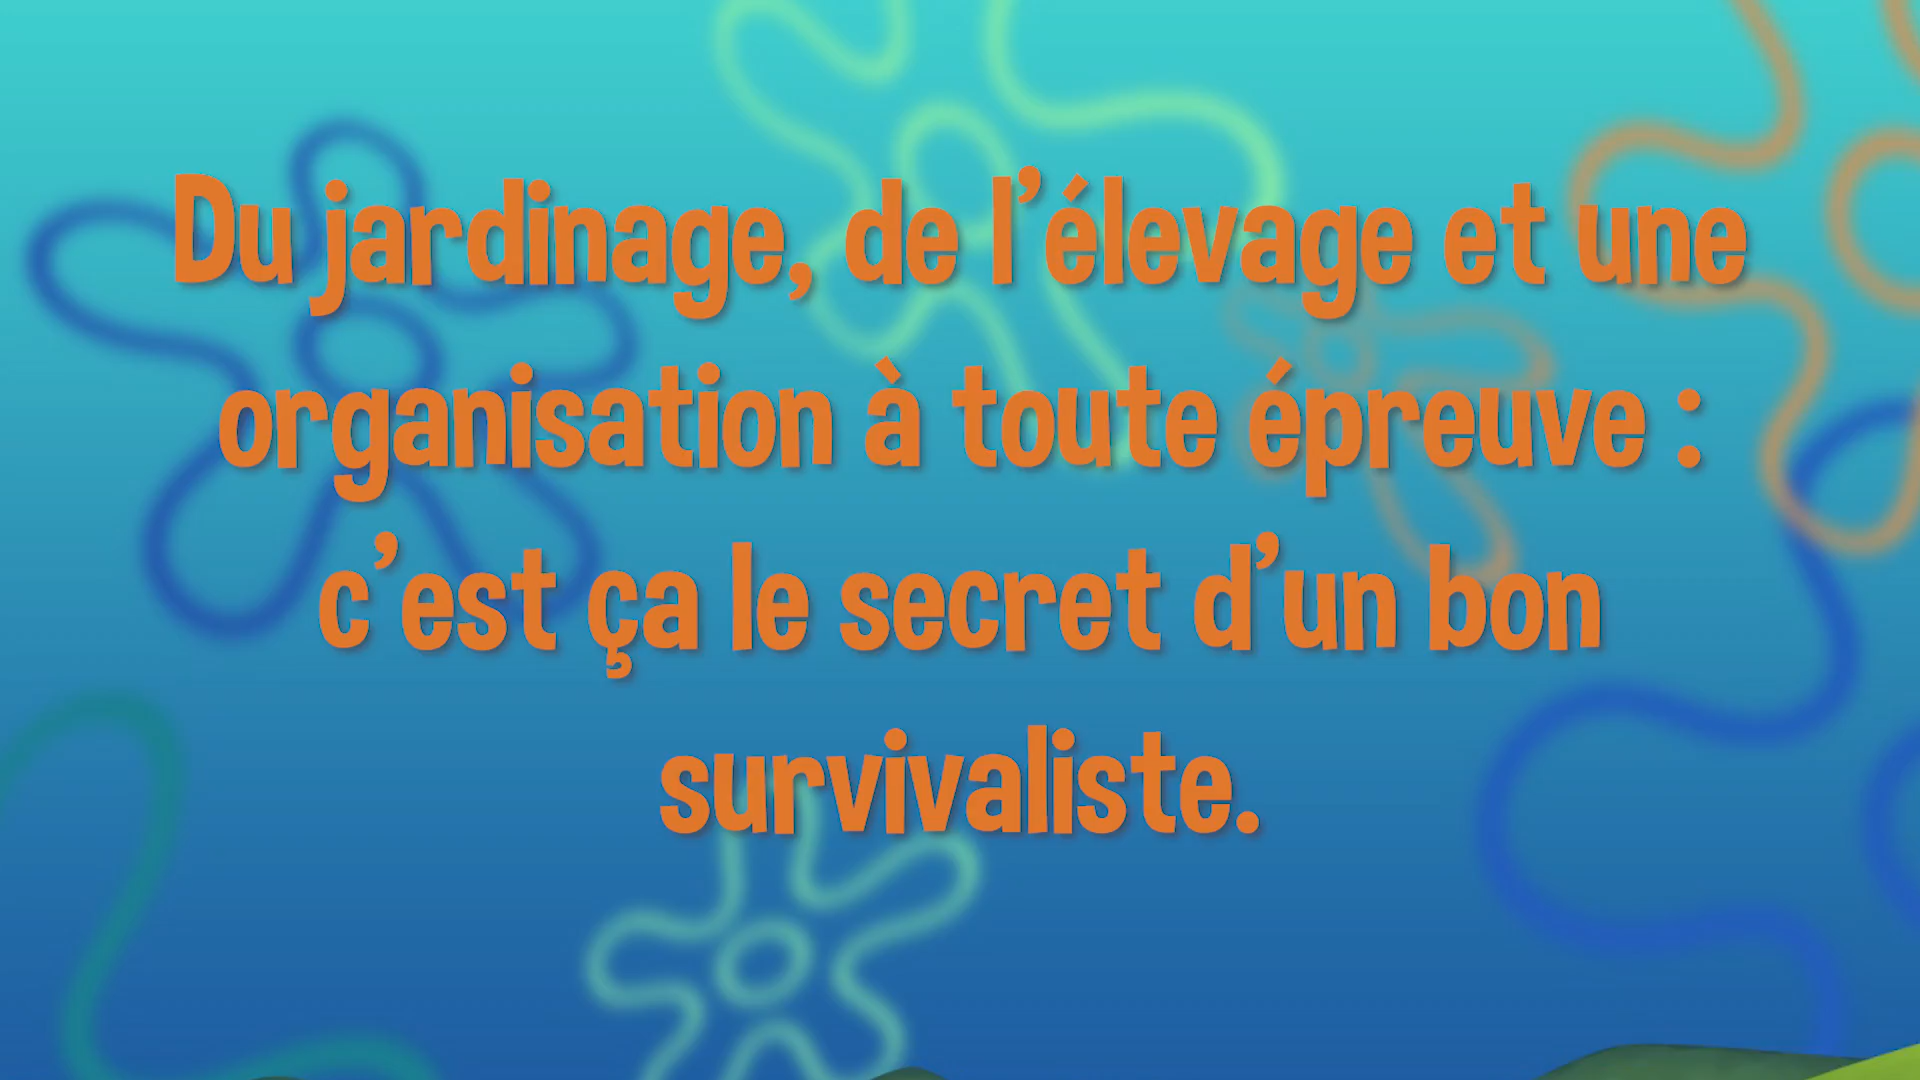 Du jardinage, de l’élevage et une
organisation à toute épreuve :
c’est ça le secret d’un bon
survivaliste.